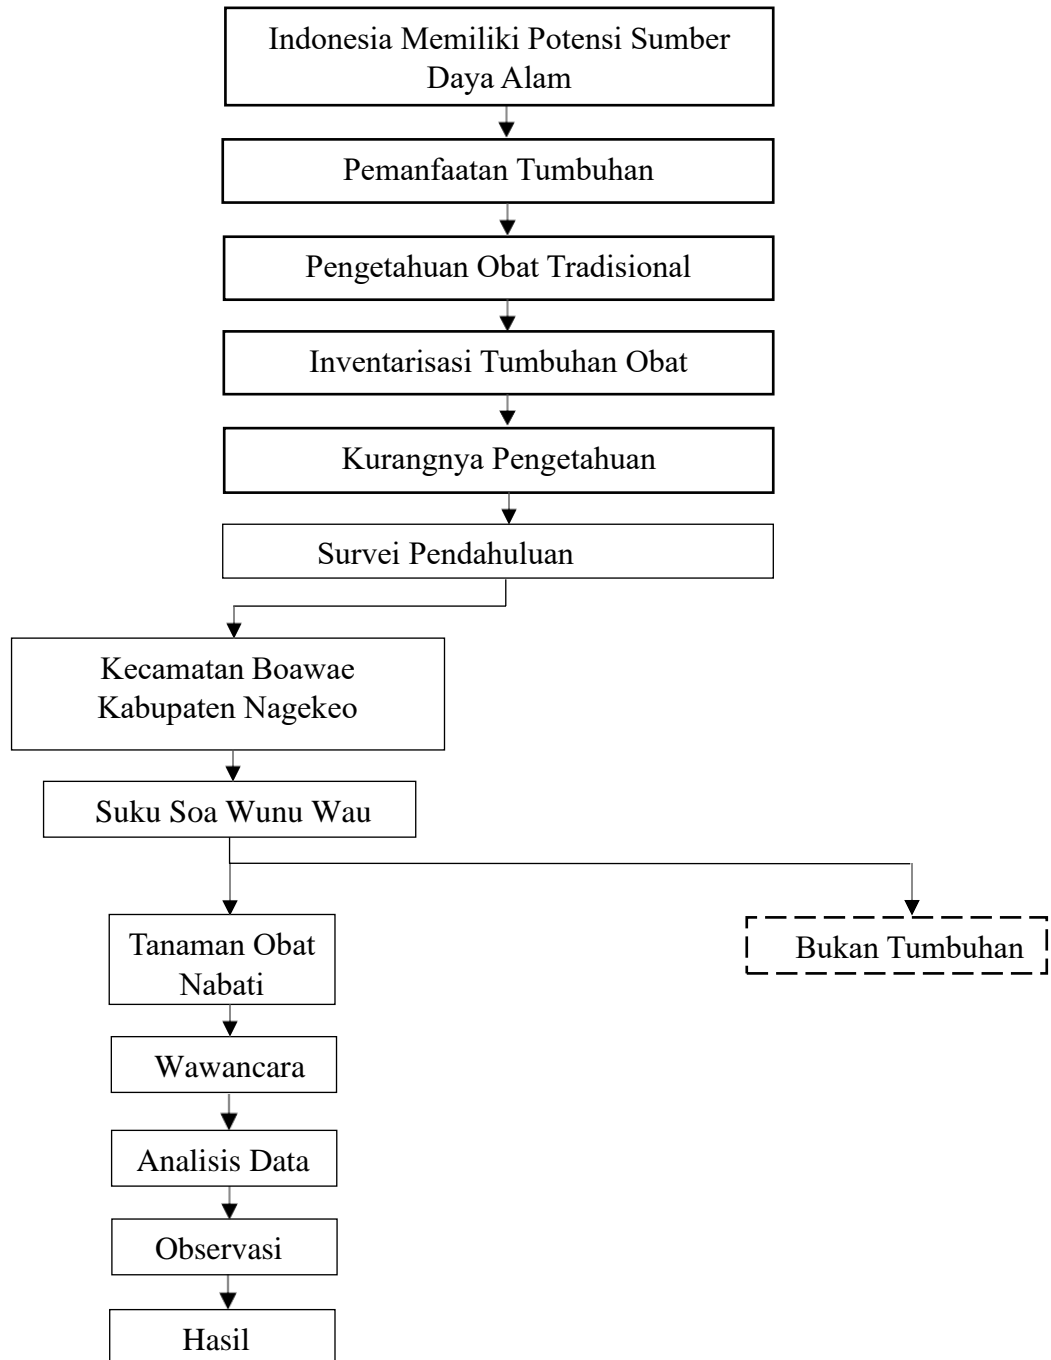 Indonesia Memiliki Potensi Sumber
Daya Alam
Pemanfaatan Tumbuhan
Pengetahuan Obat Tradisional
Inventarisasi Tumbuhan Obat
Kurangnya Pengetahuan
Survei Pendahuluan
Kecamatan Boawae
Kabupaten Nagekeo
Suku Soa Wunu Wau
Tanaman Obat
Nabati
Bukan Tumbuhan
Wawancara
Analisis Data
Observasi
Hasil